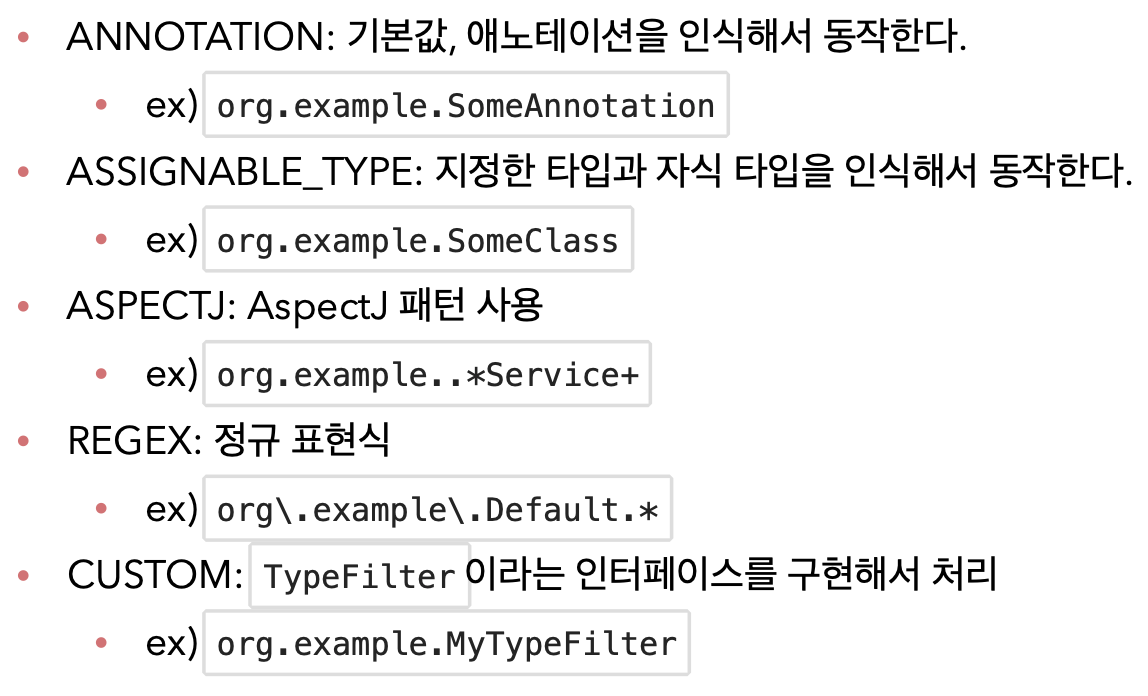 • ANNOTATION: 기본값, 애노테이션을 인식해서 동작한다.
• ex) org.example.SomeAnnotation
• ASSIGNABLE_TYPE: 지정한 타입과 자식 타입을 인식해서 동작한다.
• ex) org.example.SomeClass
• ASPECTJ: AspectJ 패턴 사용
• ex) org.example..*Service+
• REGEX: 정규 표현식
• ex) org\.example\.Default.*
• CUSTOM: TypeFilter 이라는 인터페이스를 구현해서 처리
• ex) org.example.MyTypeFilter